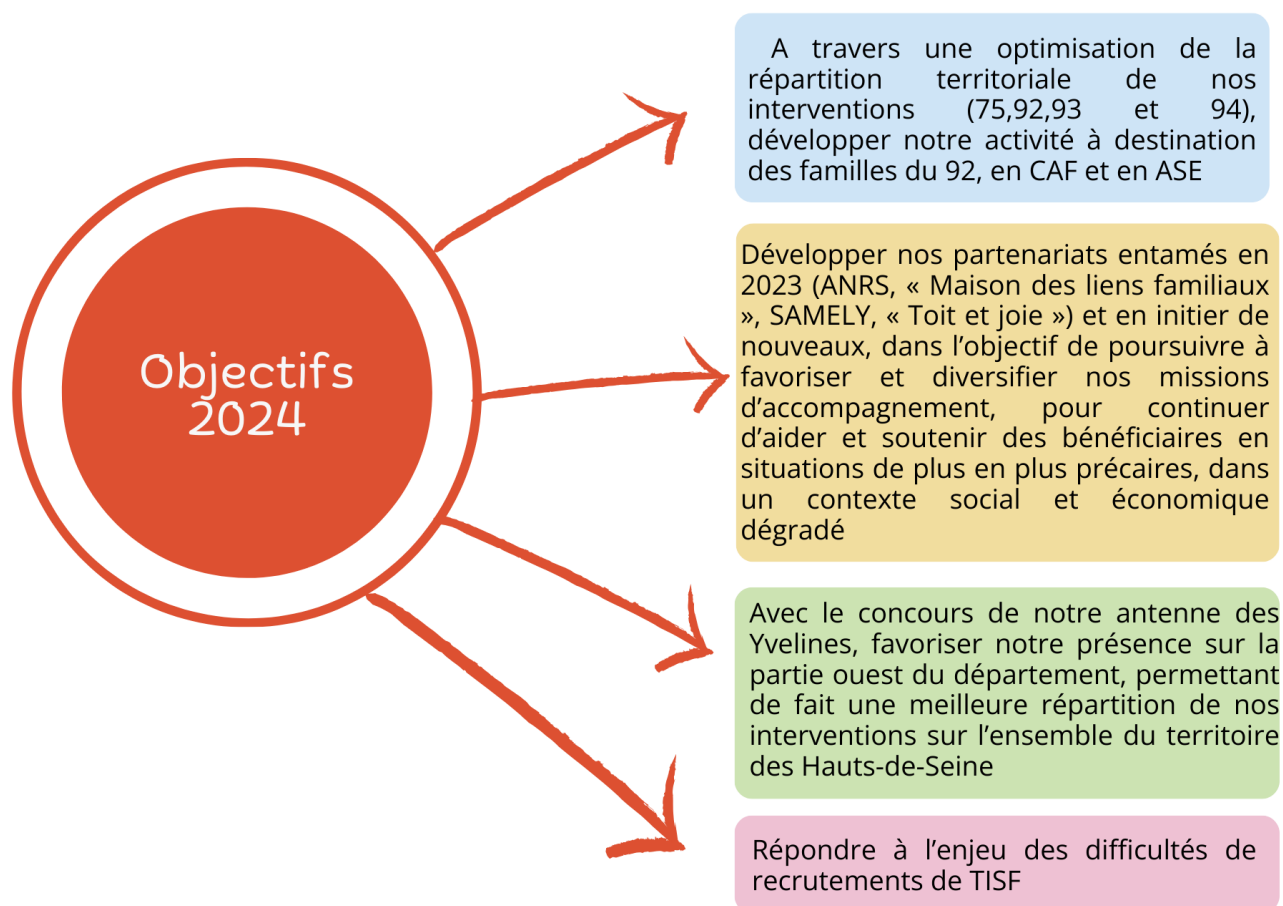 Objectifs
2024
A travers une optimisation de la
répartition territoriale de nos
interventions (75,92,93 et 94),
développer notre activité à destination
des familles du 92, en CAF et en ASE
Développer nos partenariats entamés en
2023 (ANRS, « Maison des liens familiaux
», SAMELY, « Toit et joie ») et en initier de
nouveaux, dans l’objectif de poursuivre à
favoriser et diversifier nos missions
d’accompagnement, pour continuer
d’aider et soutenir des bénéficiaires en
situations de plus en plus précaires, dans
un contexte social et économique
dégradé
Avec le concours de notre antenne des
Yvelines, favoriser notre présence sur la
partie ouest du département, permettant
de fait une meilleure répartition de nos
interventions sur l’ensemble du territoire
des Hauts-de-Seine
Répondre à l’enjeu des difficultés de
recrutements de TISF